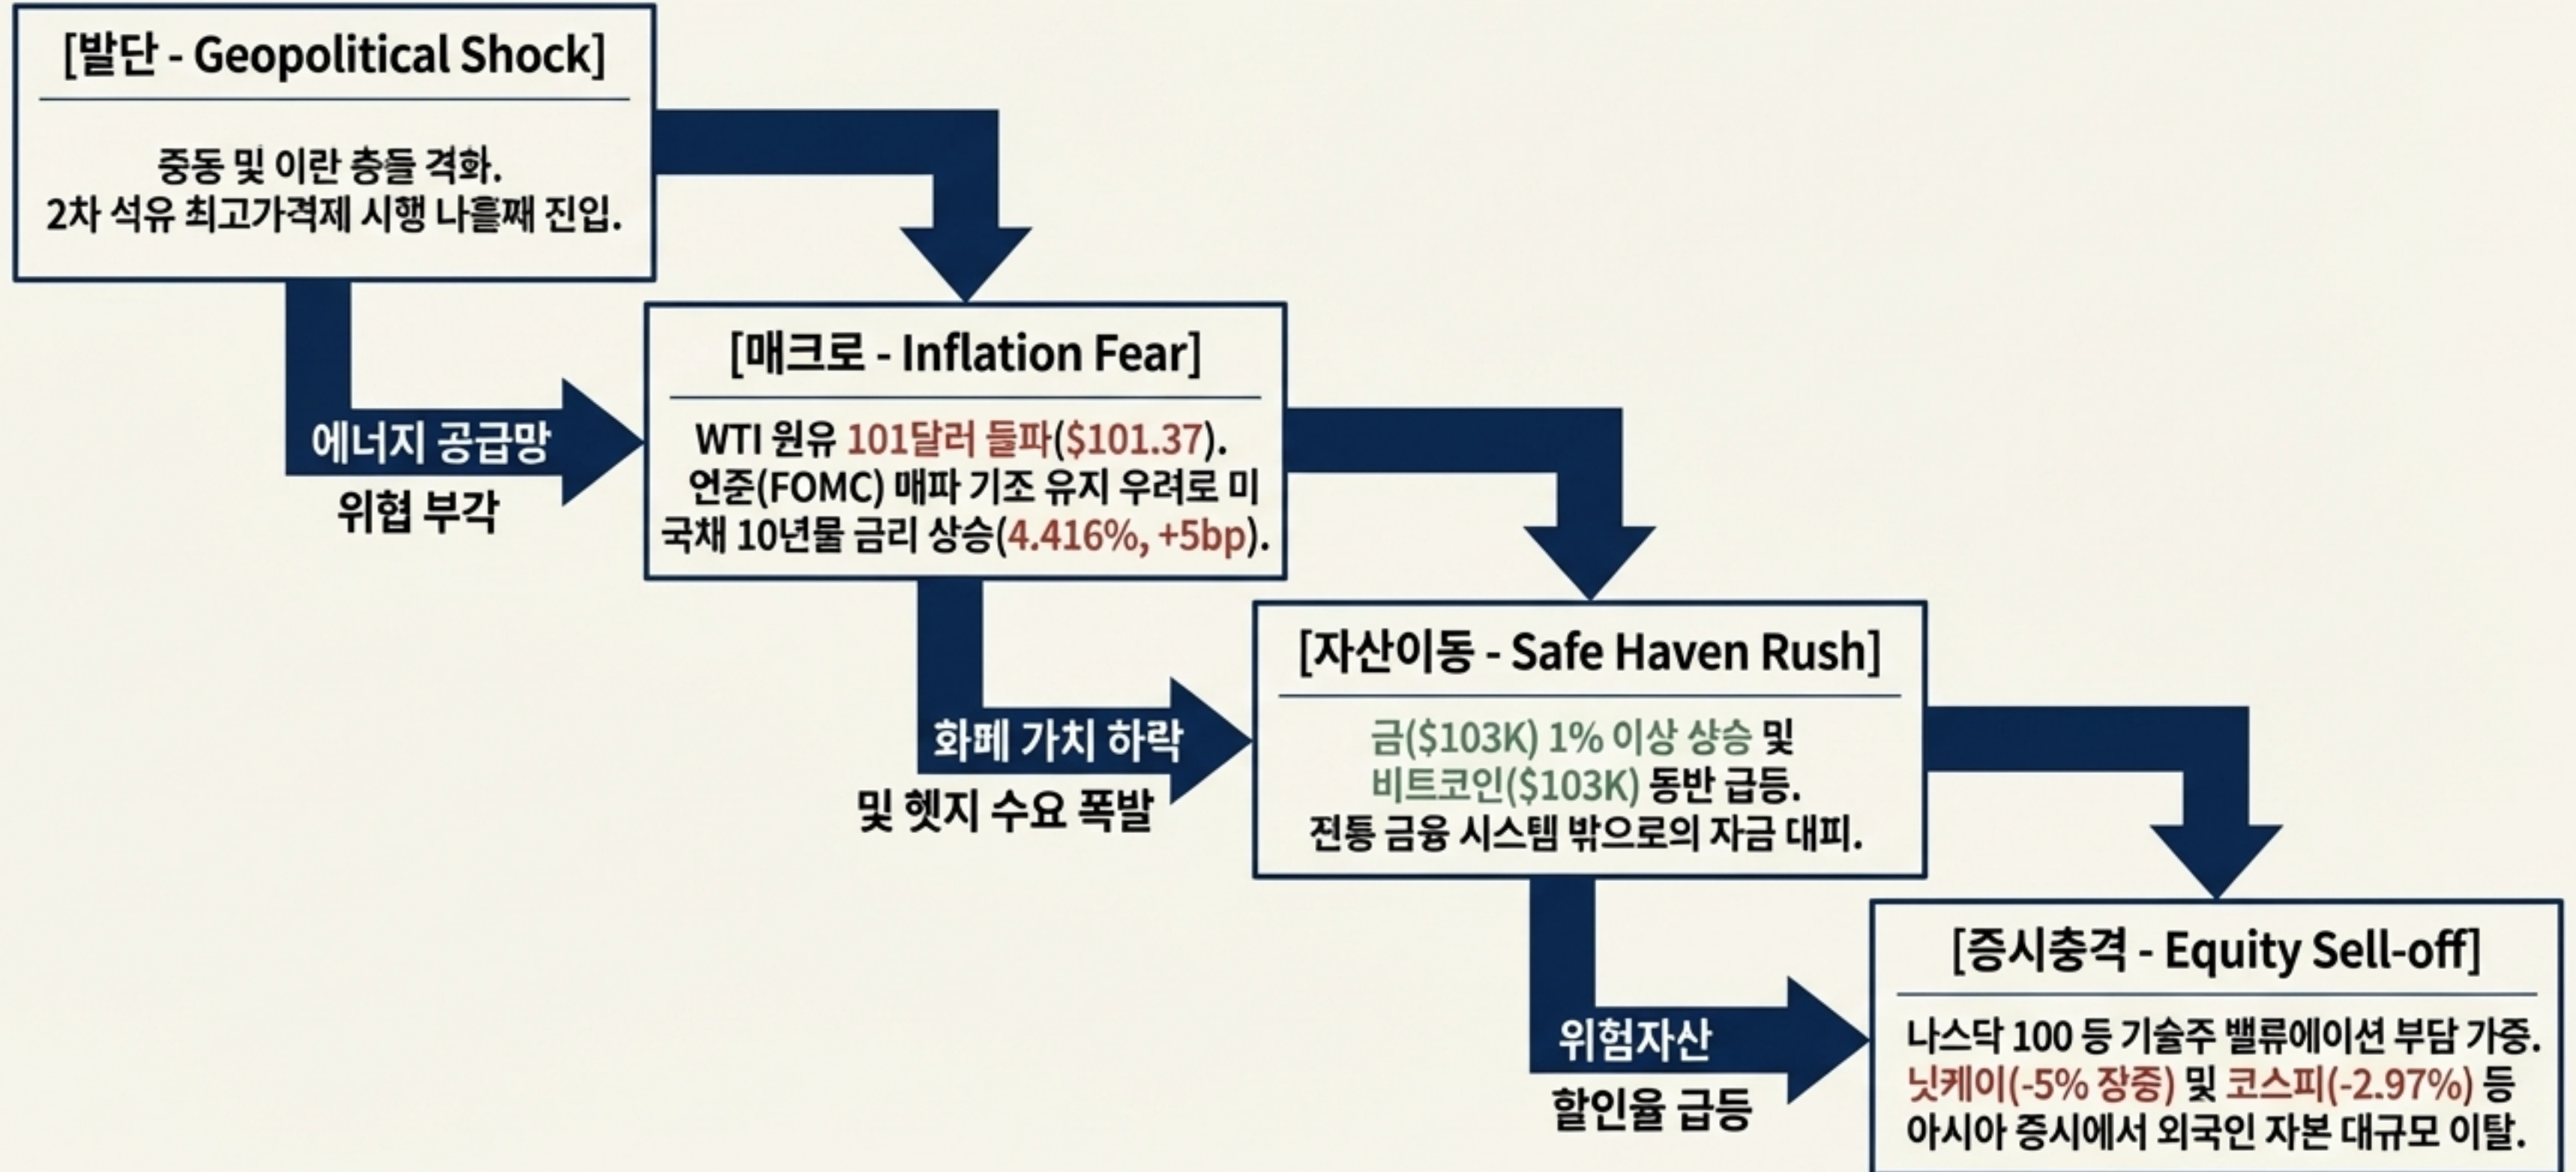 [발단 - Geopolitical Shock]
중동 및 이란 층들 격화.
2차 석유 최고가격제 시행 나흘째 진입.
에너지 공급망
위협 부각
[매크로 - Inflation Fear]
WTI 원유 101달러 돌파($101.37).
연준(FOMC) 매파 기조 유지 우려로 미
국채 10년물 금리 상승(4.416%, +5bp).
화페 가치 하락
및 헷지 수요 폭발
[자산이동 - Safe Haven Rush]
금($103K) 1% 이상 상승 및
비트코인($103K) 동반 급등.
전통 금융 시스템 밖으로의 자금 대피.
위험자산
할인율 급등
[증시충격 - Equity Sell-off]
나스닥 100 등 기술주 밸류에이션 부담 가중.
닛케이(-5% 장중) 및 코스피(-2.97%) 등
아시아 증시에서 외국인 자본 대규모 이탈.